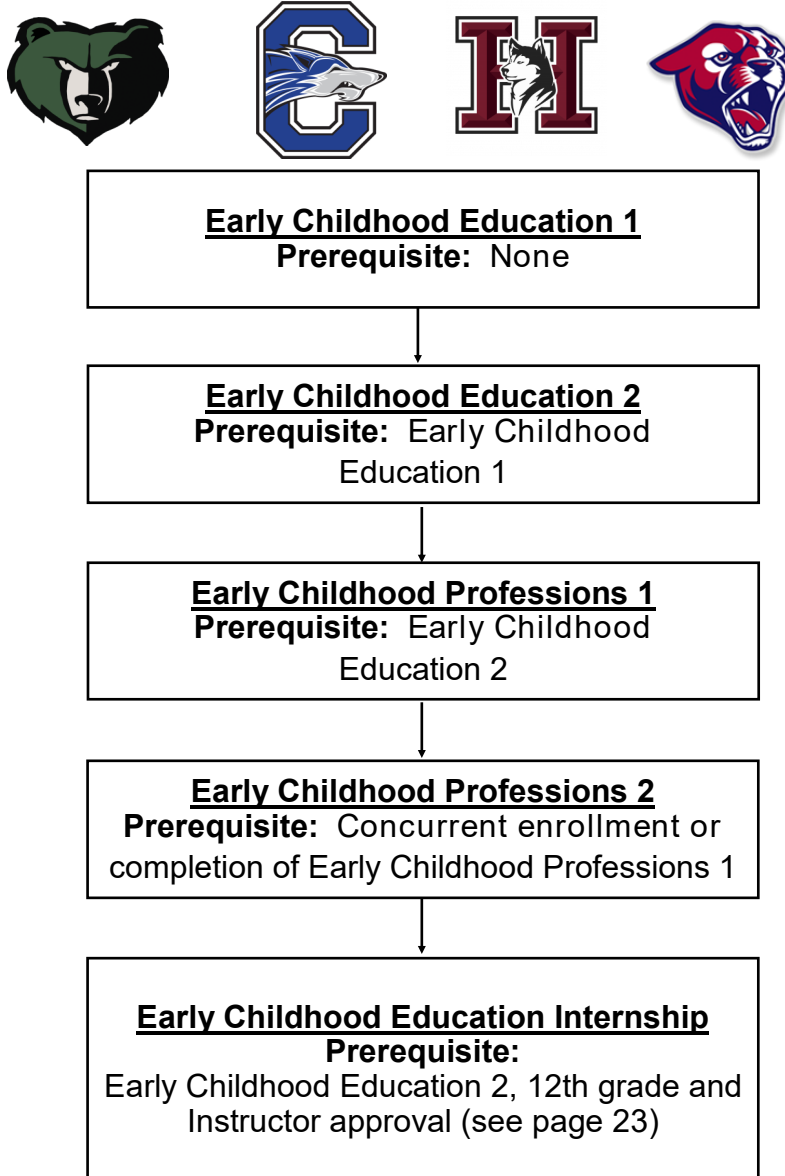 C H
Early Childhood Education 1
Prerequisite: None
Early Childhood Education 2
Prerequisite: Early Childhood
Education 1
Early Childhood Professions 1
Prerequisite: Early Childhood
Education 2
Early Childhood Professions 2
Prerequisite: Concurrent enrollment or
completion of Early Childhood Professions 1
Early Childhood Education Internship
Prerequisite:
Early Childhood Education 2, 12th grade and
Instructor approval (see page 23)